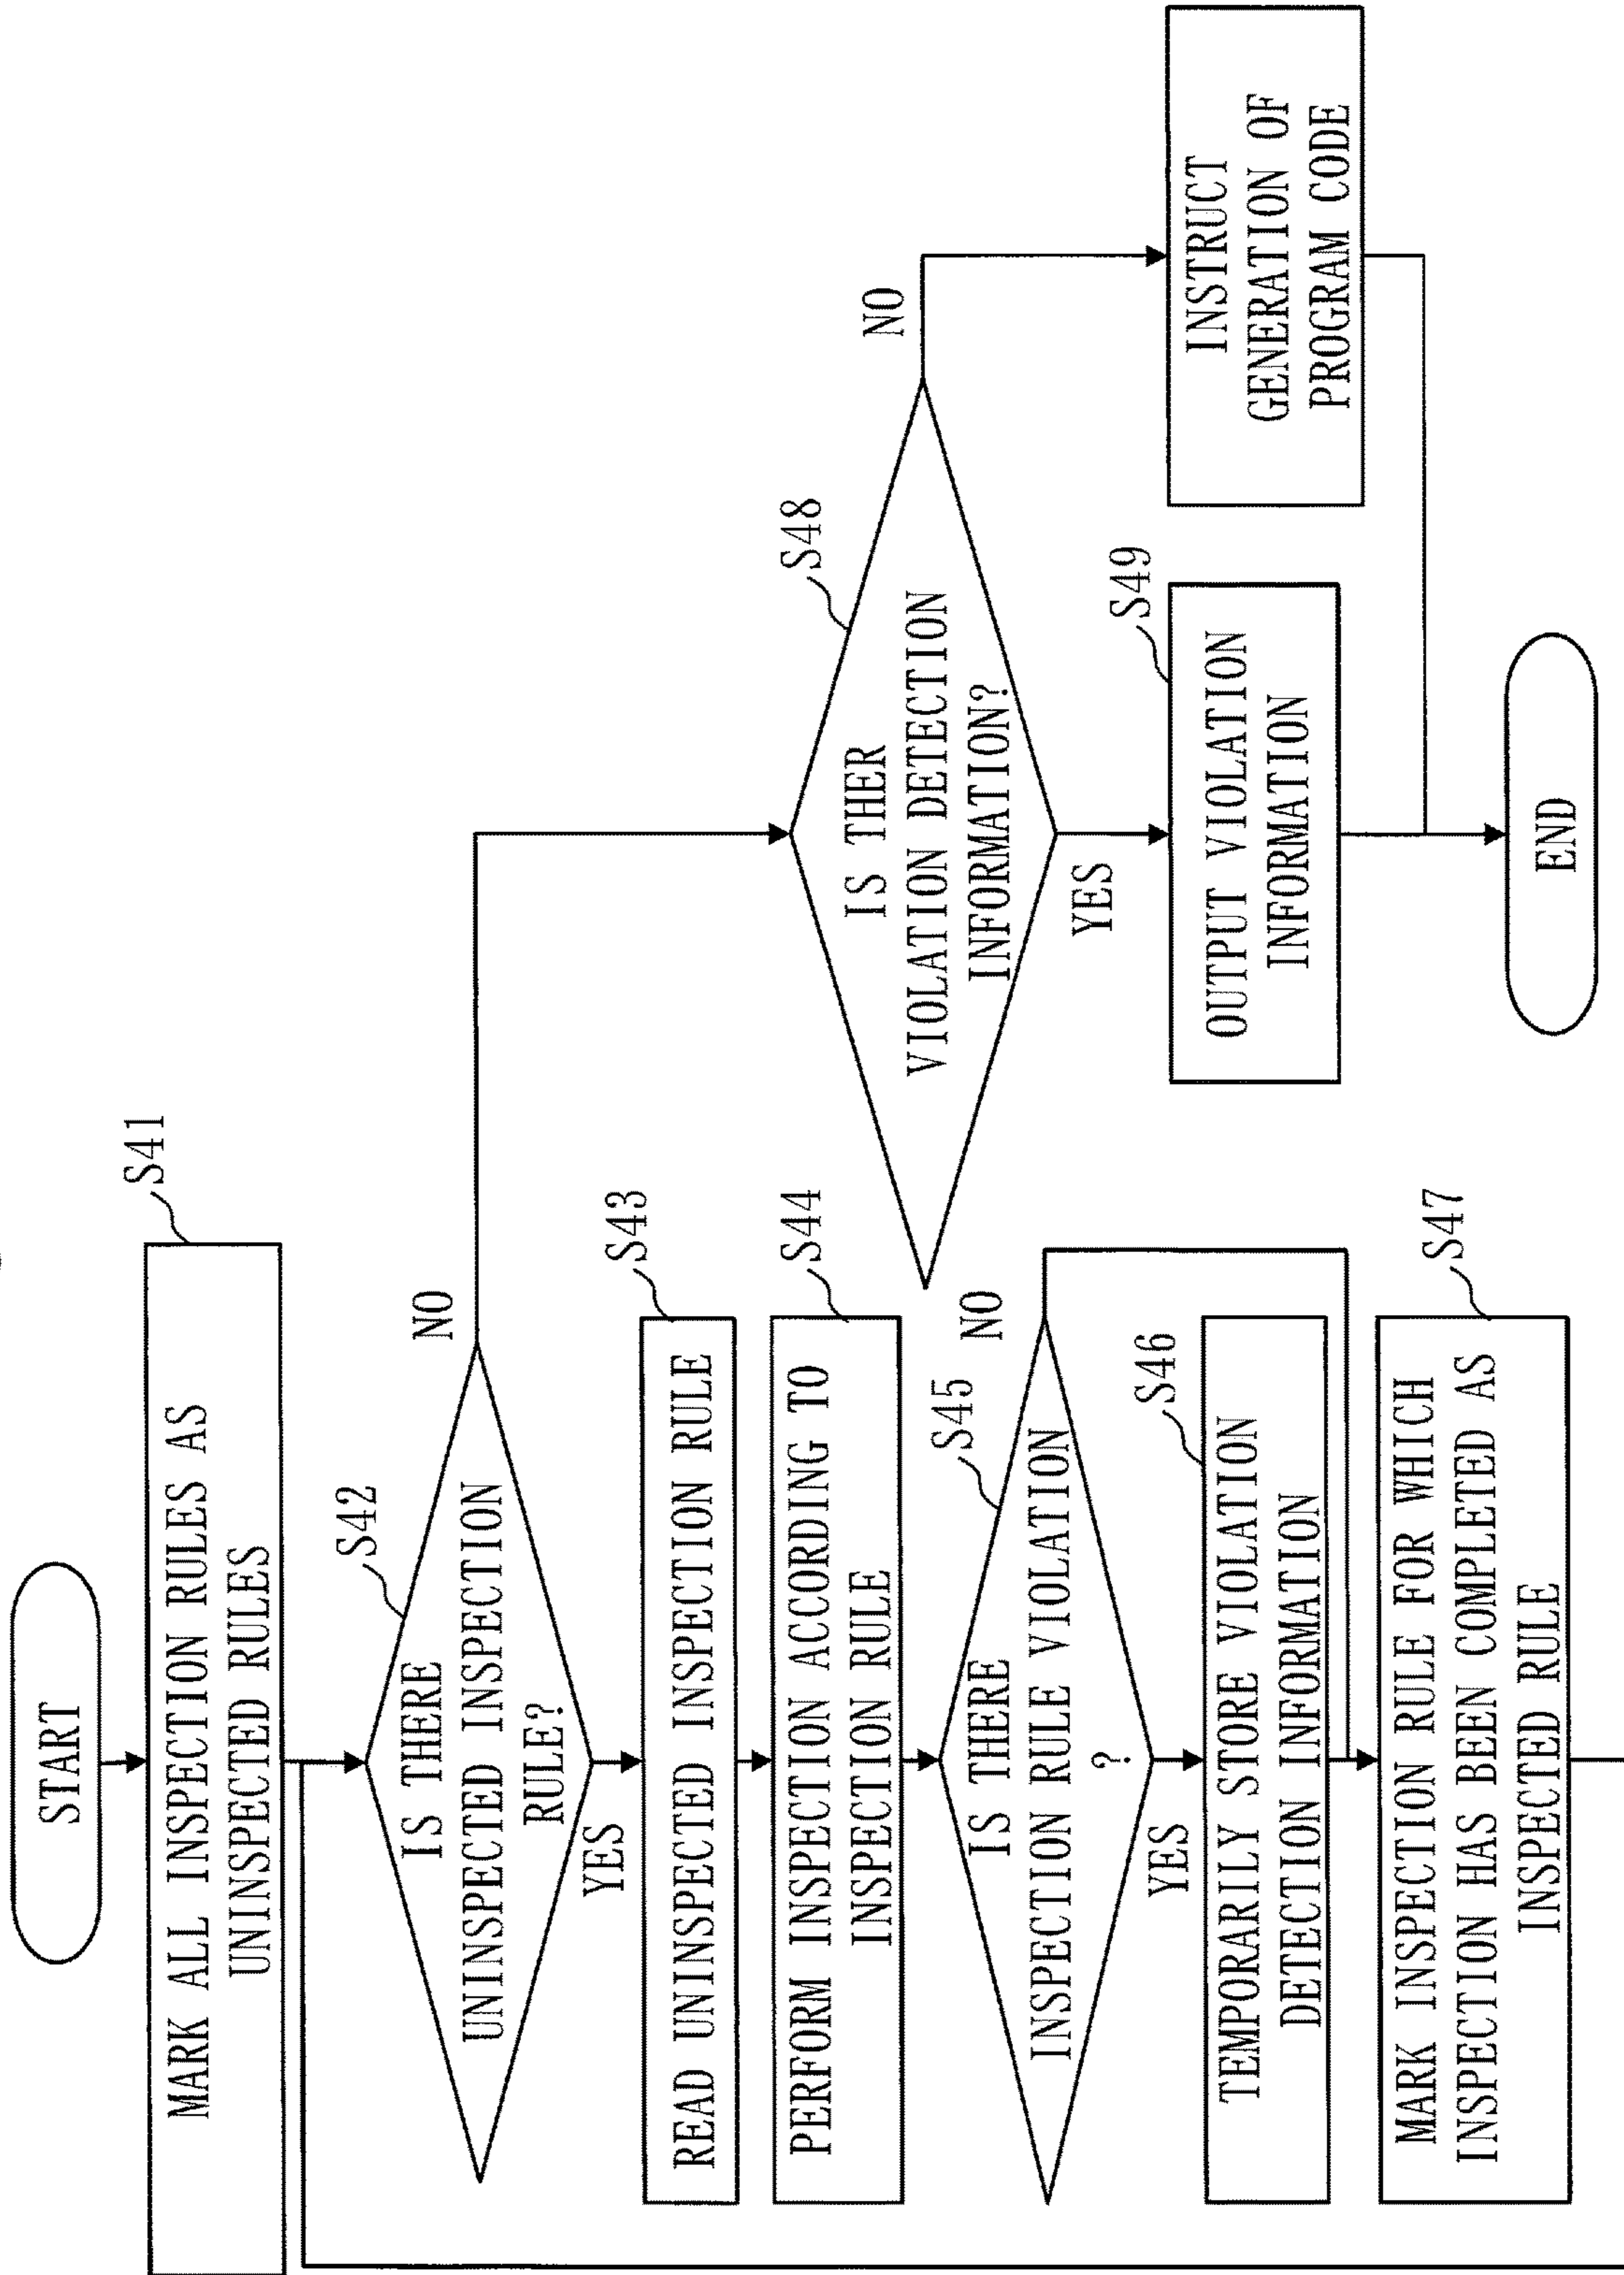 START
MARK ALL INSPECTION RULES AS
UNINSPECTED RULES
S41
IS THERE
UNINSPECTED INSPECTION
RULE?
S42
NO
YES
READ UNINSPECTED INSPECTION RULE
S43
PERFORM INSPECTION ACCORDING TO
INSPECTION RULE
S44
IS THERE
INSPECTION RULE VIOLATION
?
S45
NO
YES
TEMPORARILY STORE VIOLATION
DETECTION INFORMATION
S46
MARK INSPECTION RULE FOR WHICH
INSPECTION HAS BEEN COMPLETED AS
INSPECTED RULE
S47
IS THER
VIOLATION DETECTION
INFORMATION?
S48
NO
YES
OUTPUT VIOLATION
INFORMATION
S49
INSTRUCT
GENERATION OF
PROGRAM CODE
END